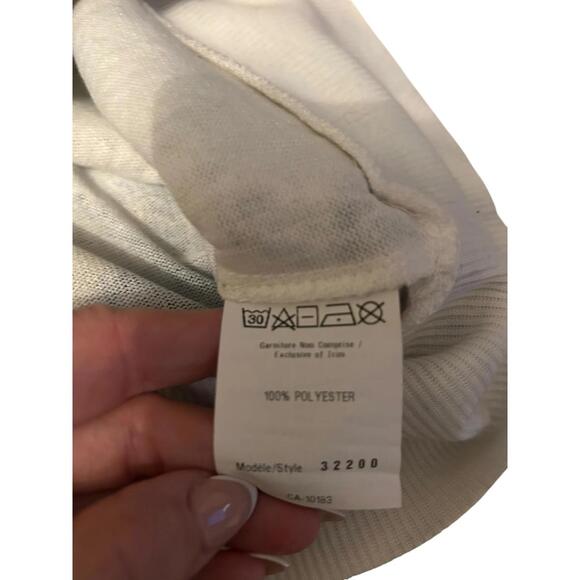 30
Garniture Non Comprise /
Exclusive of Trim
100% POLYESTER
Modèle/Style 32200
CA-10183